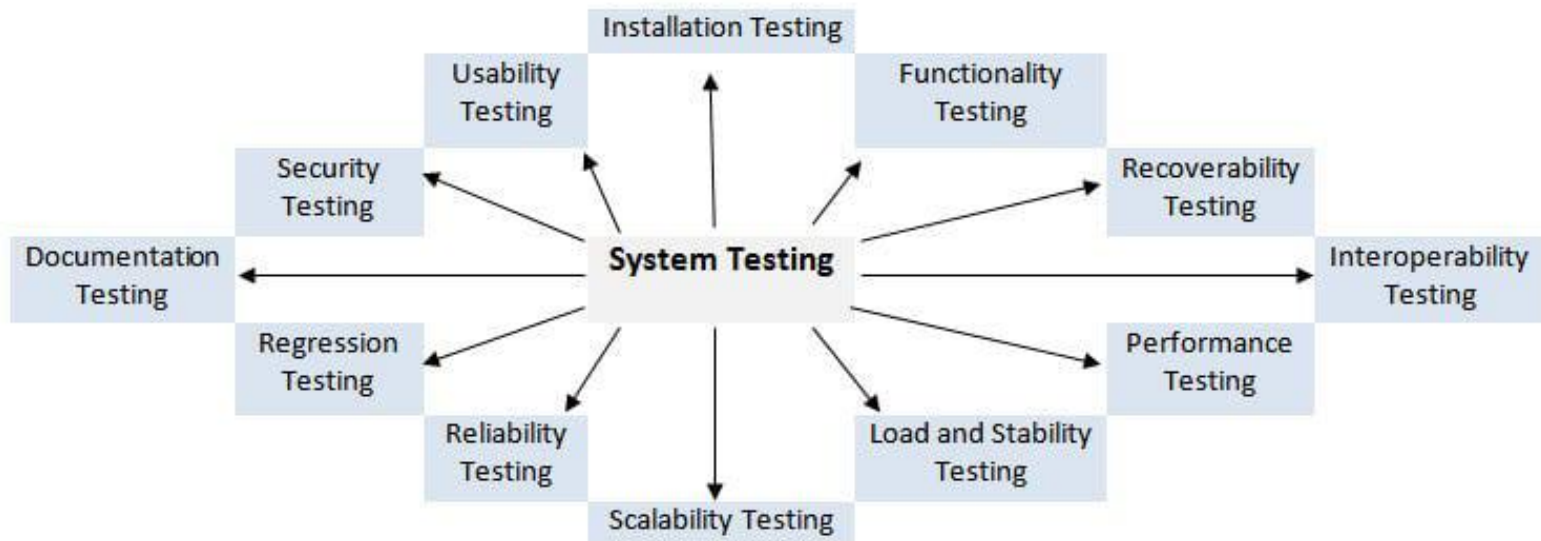 Installation Testing
Usability
Testing
Functionality
Testing
Security
Testing
Recoverability
Testing
Documentation
Testing
System Testing
Interoperability
Testing
Regression
Testing
Performance
Testing
Reliability
Testing
Load and Stability
Testing
Scalability Testing